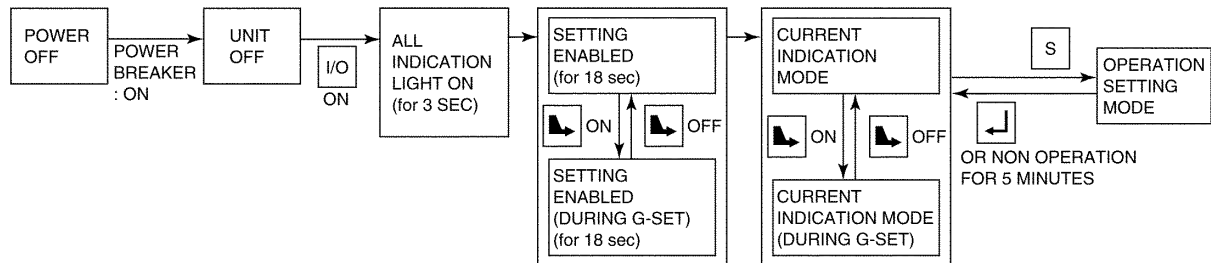 POWER
OFF
POWER
BREAKER
: ON
UNIT
OFF
I/O
ON
ALL
INDICATION
LIGHT ON
(for 3 SEC)
SETTING
ENABLED
(for 18 sec)
ON
OFF
SETTING
ENABLED
(DURING G-SET)
(for 18 sec)
CURRENT
INDICATION
MODE
ON
OFF
CURRENT
INDICATION MODE
(DURING G-SET)
S
OR NON OPERATION
FOR 5 MINUTES
OPERATION
SETTING
MODE